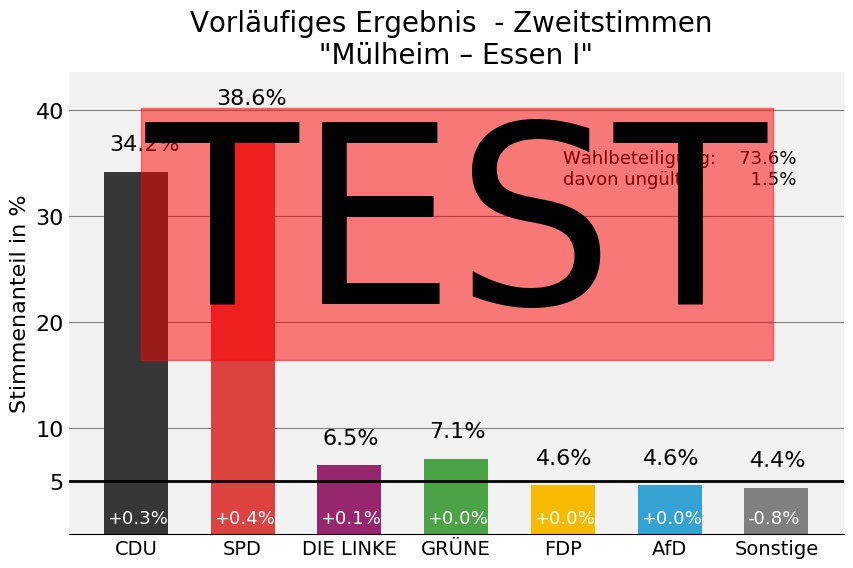 Vorläufiges Ergebnis - Zweitstimmen
"Mülheim – Essen I"
Stimmenanteil in %
40
30
20
10
5
34.2%
38.6%
6.5%
7.1%
4.6%
4.6%
4.4%
TEST
Wahlbeteiligung: 73.6%
davon ungült 1.5%
+0.3%
+0.4%
+0.1%
+0.0%
+0.0%
+0.0%
-0.8%
CDU
SPD
DIE LINKE
GRÜNE
FDP
AfD
Sonstige